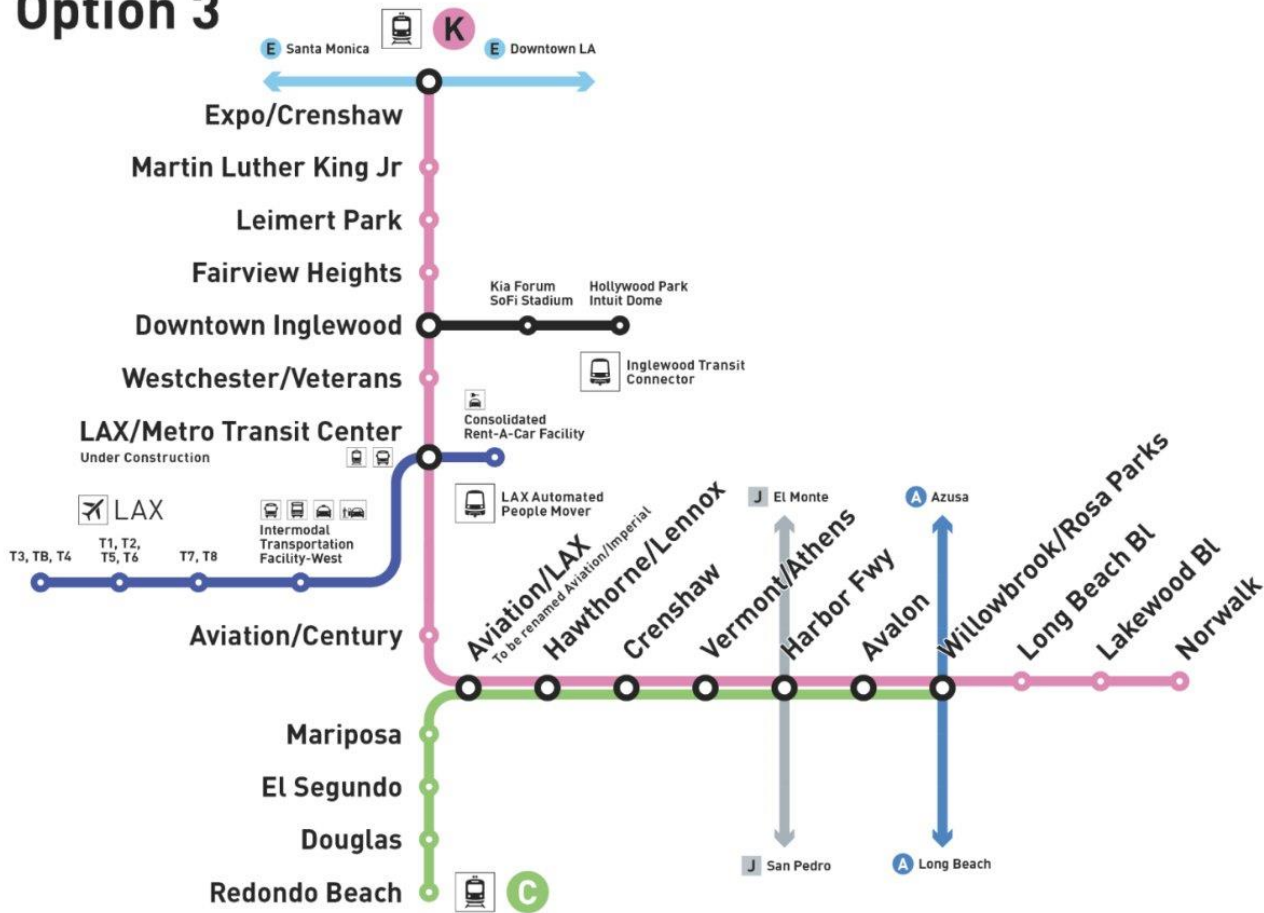 Option 3
K
E Santa Monica
E Downtown LA
Expo/Crenshaw
Martin Luther King Jr
Leimert Park
Fairview Heights
Kia Forum
SoFi Stadium
Hollywood Park
Intuit Dome
Downtown Inglewood
Inglewood Transit
Connector
Westchester/Veterans
Consolidated
Rent-A-Car Facility
LAX/Metro Transit Center
Under Construction
LAX Automated
People Mover
LAX
Intermodal
Transportation
Facility-West
T3, TB, T4
T1, T2,
T5, T6
T7, T8
J El Monte
A Azusa
Aviation/Century
Aviation/LAX
To be renamed Aviation/Imperial
Hawthorne/Lennox
Crenshaw
Vermont/Athens
Harbor Fwy
Avalon
Willowbrook/Rosa Parks
Long Beach Bl
Lakewood Bl
Norwalk
Mariposa
El Segundo
Douglas
Redondo Beach
C
J San Pedro
A Long Beach